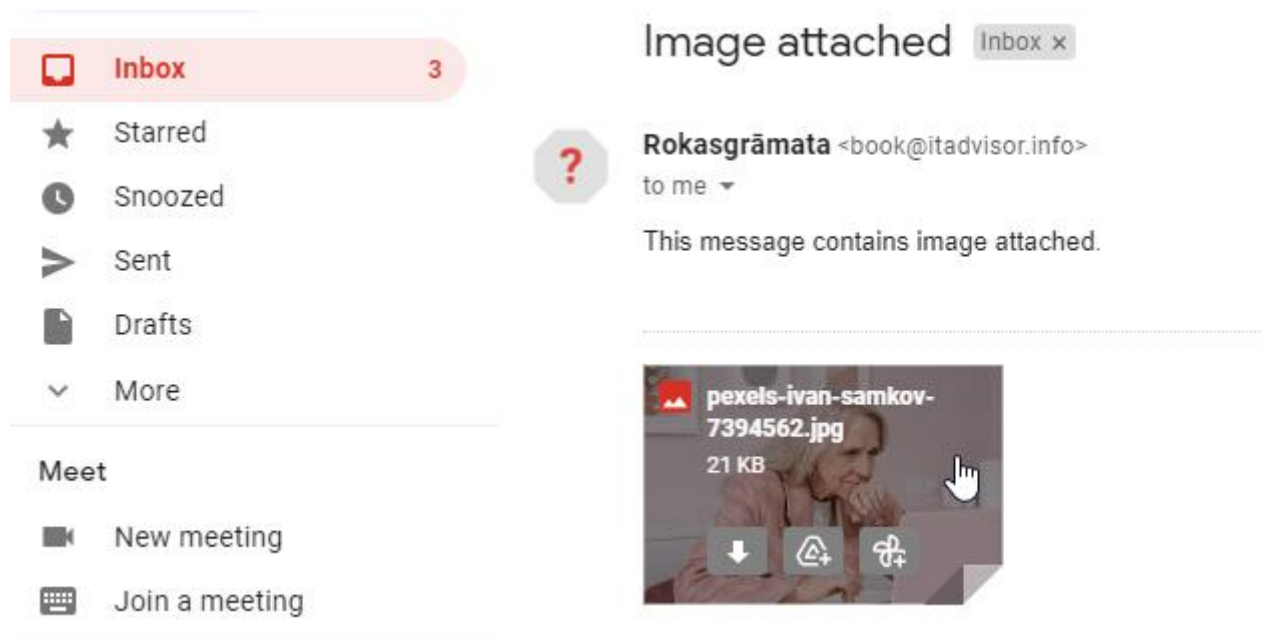 Inbox 3
Starred
Snoozed
Sent
Drafts
More
Meet
New meeting
Join a meeting
Image attached Inbox x
?
Rokasgrāmata <book@itadvisor.info>
to me
This message contains image attached.
pexels-ivan-samkov-
7394562.jpg
21 KB